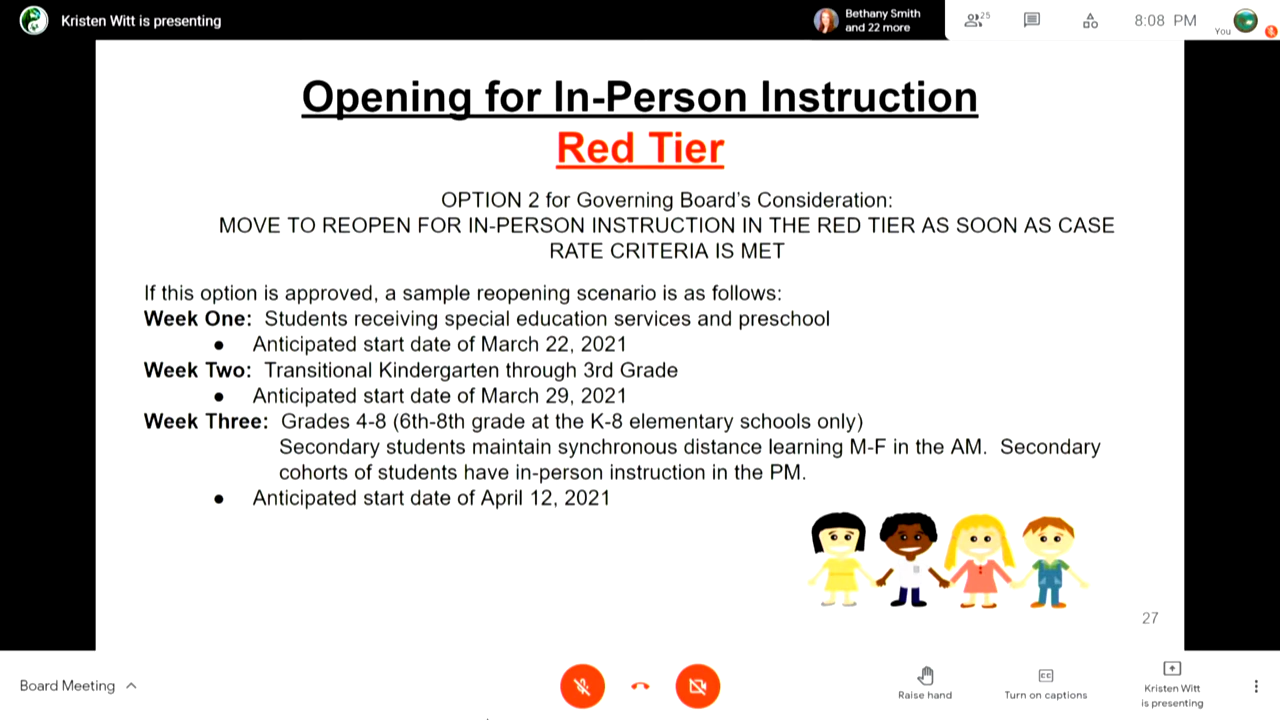 Kristen Witt is presenting
Bethany Smith
and 22 more
25
8:08 PM
You
Opening for In-Person Instruction
Red Tier
OPTION 2 for Governing Board's Consideration:
MOVE TO REOPEN FOR IN-PERSON INSTRUCTION IN THE RED TIER AS SOON AS CASE
RATE CRITERIA IS MET
If this option is approved, a sample reopening scenario is as follows:
Week One: Students receiving special education services and preschool
● Anticipated start date of March 22, 2021
Week Two: Transitional Kindergarten through 3rd Grade
● Anticipated start date of March 29, 2021
Week Three: Grades 4-8 (6th-8th grade at the K-8 elementary schools only)
Secondary students maintain synchronous distance learning M-F in the AM. Secondary
cohorts of students have in-person instruction in the PM.
● Anticipated start date of April 12, 2021
27
Board Meeting
Raise hand
CC
Turn on captions
Kristen Witt
is presenting